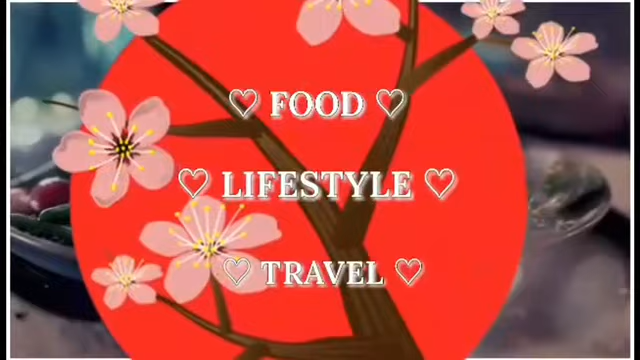 ♡ FOOD ♡
♡ LIFESTYLE ♡
♡ TRAVEL ♡